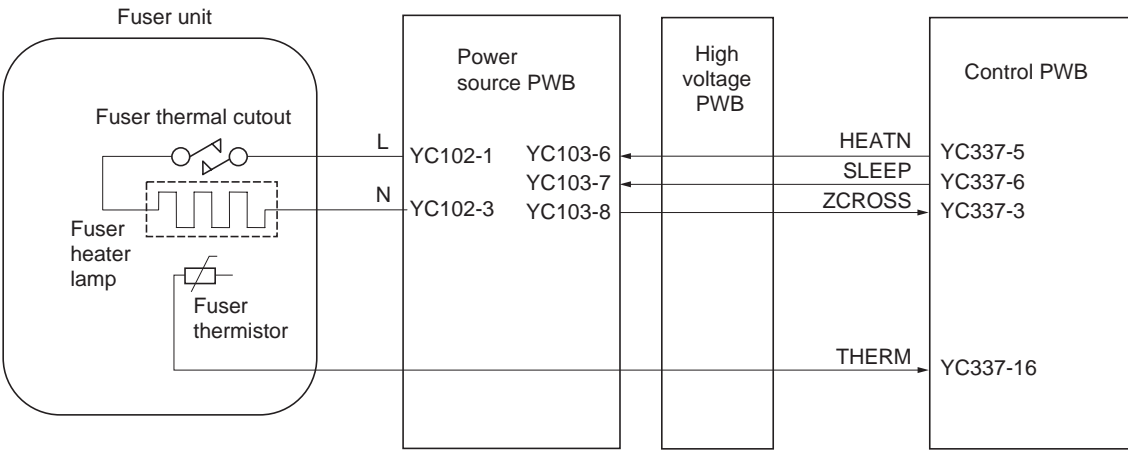 Fuser unit
Power
source PWB
High
voltage
PWB
Control PWB
Fuser thermal cutout
L
YC102-1
N
YC102-3
YC103-6
YC103-7
YC103-8
HEATN
SLEEP
ZCROSS
YC337-5
YC337-6
YC337-3
Fuser
heater
lamp
Fuser
thermistor
THERM
YC337-16